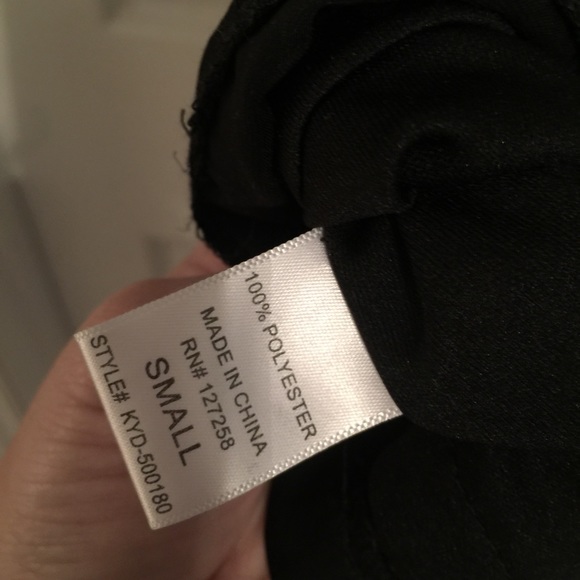 100% POLYESTER
MADE IN CHINA
RN# 127258
SMALL
STYLE# KYD-500180